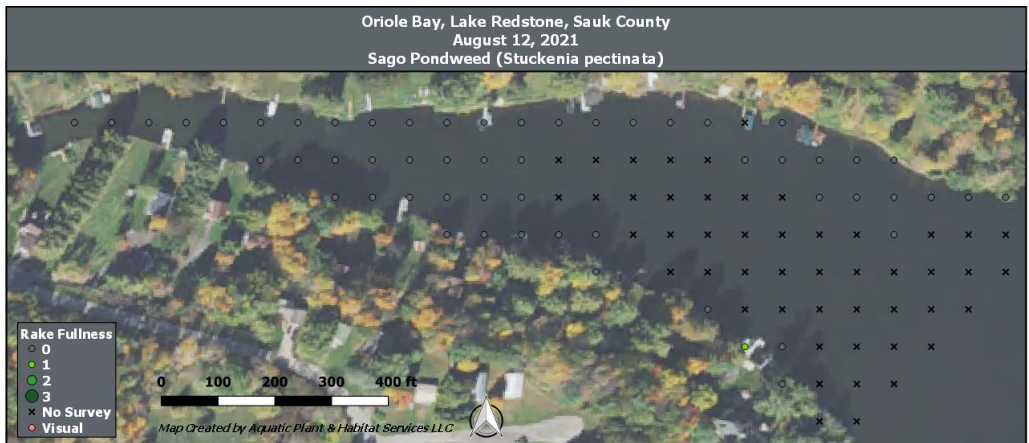 Oriole Bay, Lake Redstone, Sauk County
August 12, 2021
Sago Pondweed (Stuckenia pectinata)
Rake Fullness
0
1
2
3
No Survey
Visual
0 100 200 300 400 ft
Map Created by Aquatic Plant & Habitat Services LLC